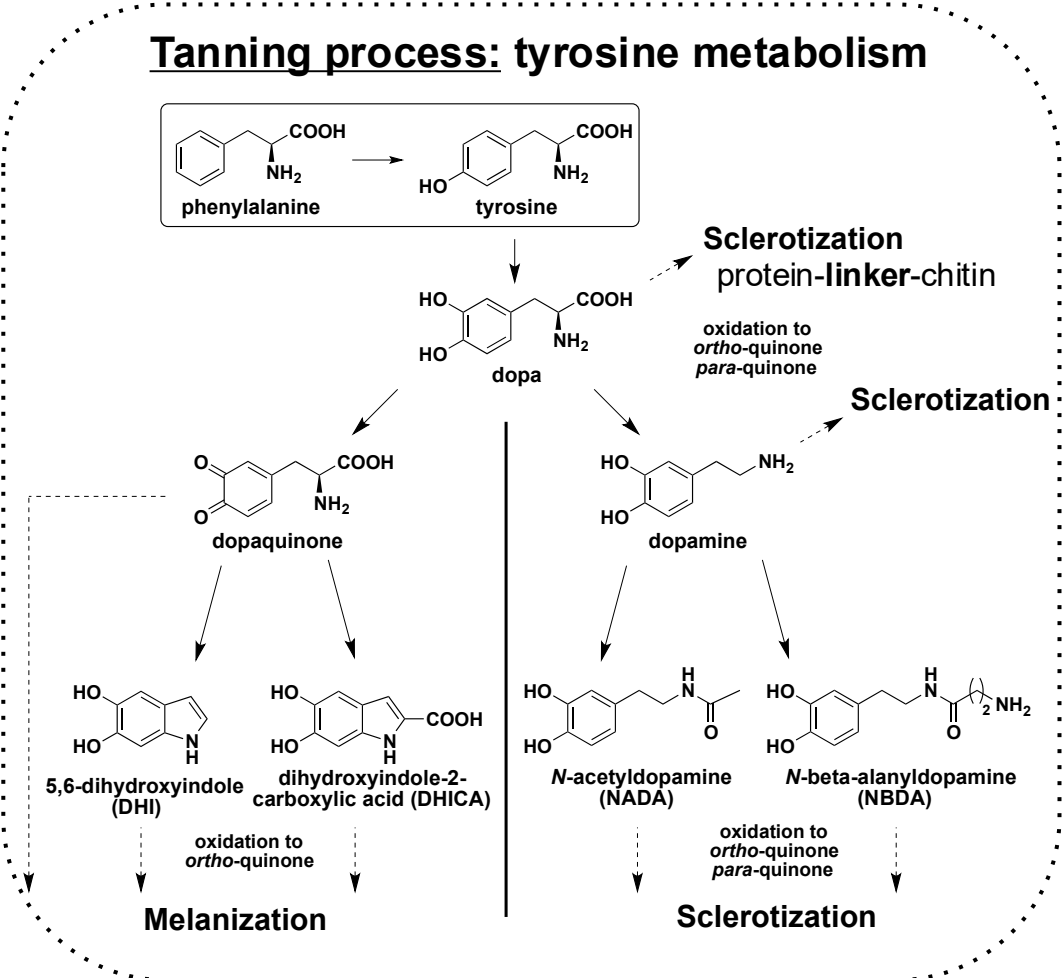 Tanning process: tyrosine metabolism
COOH
NH2
phenylalanine
COOH
NH2
HO
tyrosine
Sclerotization
protein-linker-chitin
HO
HO
COOH
NH2
dopa
oxidation to
ortho-quinone
para-quinone
Sclerotization
O
O
COOH
NH2
dopaquinone
HO
HO
NH2
dopamine
HO
HO
N
H
5,6-dihydroxyindole
(DHI)
HO
HO
N
H
COOH
dihydroxyindole-2-
carboxylic acid (DHICA)
HO
HO
H
N
O
N-acetyldopamine
(NADA)
HO
HO
H
N
O
( )2
NH2
N-beta-alanyldopamine
(NBDA)
oxidation to
ortho-quinone
oxidation to
ortho-quinone
para-quinone
Melanization
Sclerotization